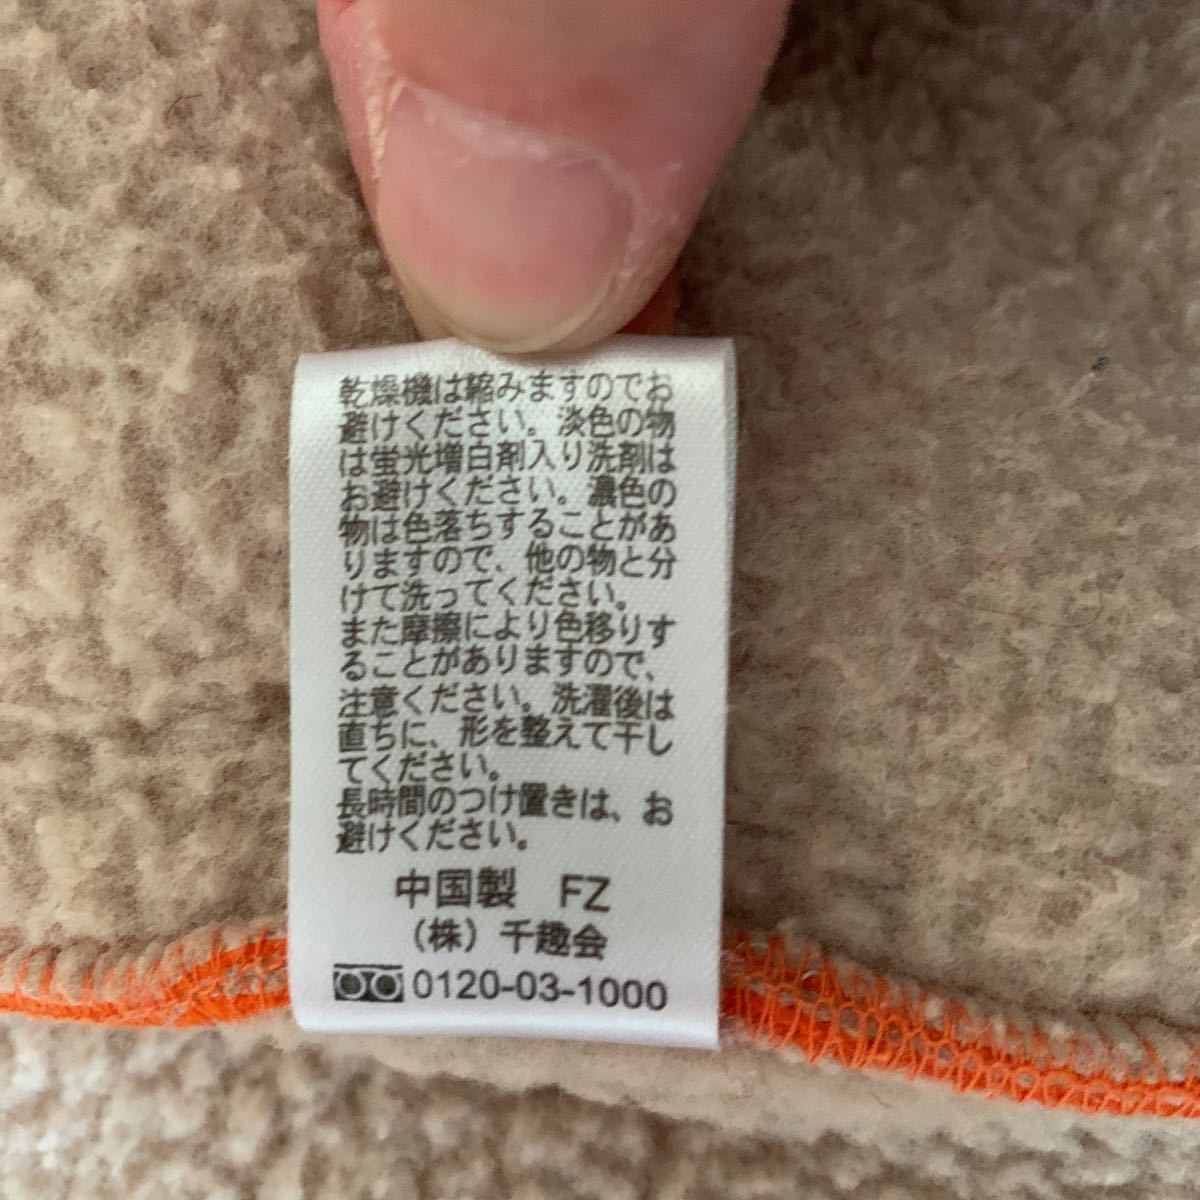 乾燥機は縮みますのでお
避けください。淡色の物
は蛍光増白剤入り洗剤は
お避けください。濃色の
物は色落ちすることがあ
りますので、他の物と分
けて洗ってください。
また摩擦により色移りす
ることがありますので、
注意ください。洗濯後は
直ちに、形を整えて干し
てください。
長時間のつけ置きは、お
避けください。
中国製 FZ
(株)千趣会
0120-03-1000